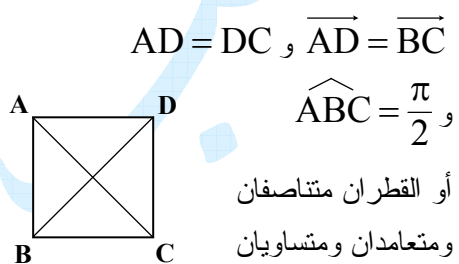 $\overrightarrow{AD} = \overrightarrow{BC}$ و $AD = DC$
و $\widehat{ABC} = \frac{\pi}{2}$
أو القطران متناصفان
ومتعامدان ومتساويان
A D
B C